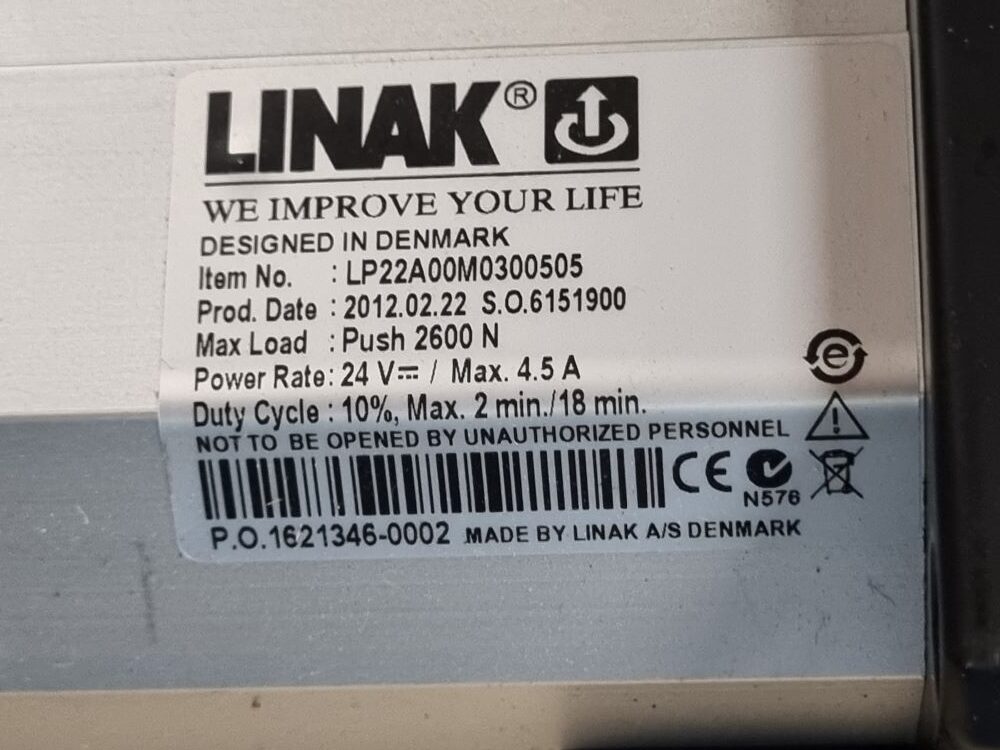 LINAK®
WE IMPROVE YOUR LIFE
DESIGNED IN DENMARK
Item No. : LP22A00M0300505
Prod. Date : 2012.02.22 S.O.6151900
Max Load : Push 2600 N
Power Rate: 24 V⎓ / Max. 4.5 A
Duty Cycle : 10%, Max. 2 min./18 min.
NOT TO BE OPENED BY UNAUTHORIZED PERSONNEL
CE
N576
P.O.1621346-0002 MADE BY LINAK A/S DENMARK
e